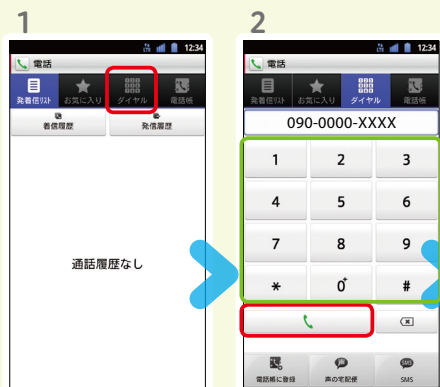 1
12:34
電話
発着信リスト お気に入り ダイヤル 電話帳
着信履歴 発信履歴
通話履歴なし
2
12:34
電話
発着信リスト お気に入り ダイヤル 電話帳
090-0000-XXXX
1 2 3
4 5 6
7 8 9
* 0+ #
電話帳に登録 声の宅配便 SMS